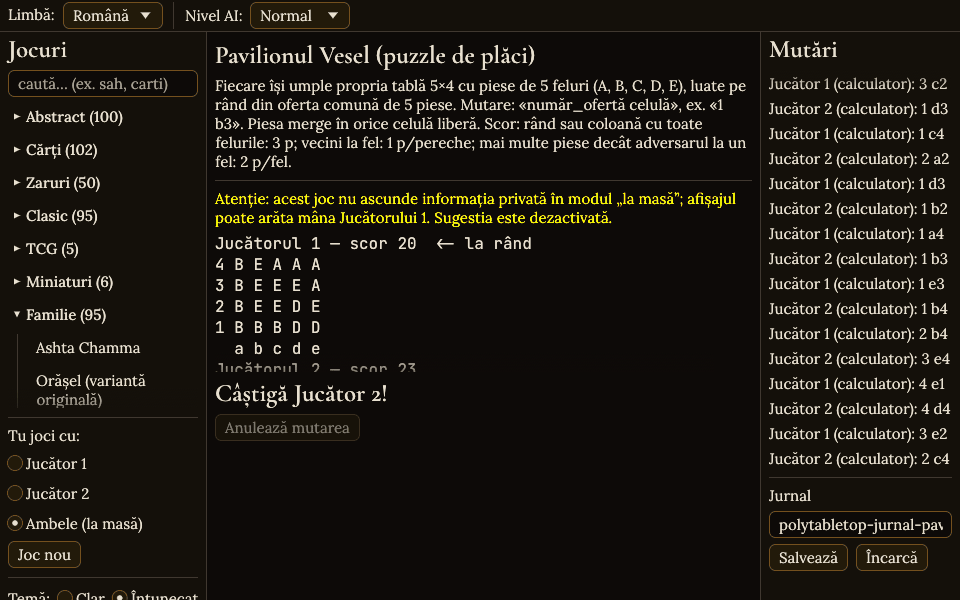 Limbă:
Română ▼
Nivel AI:
Normal ▼
Jocuri
caută... (ex. sah, carti)
▸ Abstract (100)
▸ Cărți (102)
▸ Zaruri (50)
▸ Clasic (95)
▸ TCG (5)
▸ Miniaturi (6)
▾ Familie (95)
Ashta Chamma
Orășel (variantă
originală)
Tu joci cu:
Jucător 1
Jucător 2
Ambele (la masă)
Joc nou
Temă: Clar Întunecat
Pavilionul Vesel (puzzle de plăci)
Fiecare își umple propria tablă 5×4 cu piese de 5 feluri (A, B, C, D, E), luate pe
rând din oferta comună de 5 piese. Mutare: «număr_ofertă celulă», ex. «1
b3». Piesa merge în orice celulă liberă. Scor: rând sau coloană cu toate
felurile: 3 p; vecini la fel: 1 p/pereche; mai multe piese decât adversarul la un
fel: 2 p/fel.
Atenție: acest joc nu ascunde informația privată în modul „la masă”; afișajul
poate arăta mâna Jucătorului 1. Sugestia este dezactivată.
Jucătorul 1 — scor 20 ← la rând
4 B E A A A
3 B E E E A
2 B E E D E
1 B B B D D
a b c d e
Jucătorul 2 — scor 23
Câștigă Jucător 2!
Anulează mutarea
Mutări
Jucător 1 (calculator): 3 c2
Jucător 2 (calculator): 1 d3
Jucător 1 (calculator): 1 c4
Jucător 2 (calculator): 2 a2
Jucător 1 (calculator): 1 d3
Jucător 2 (calculator): 1 b2
Jucător 1 (calculator): 1 a4
Jucător 2 (calculator): 1 b3
Jucător 1 (calculator): 1 e3
Jucător 2 (calculator): 1 b4
Jucător 1 (calculator): 2 b4
Jucător 2 (calculator): 3 e4
Jucător 1 (calculator): 4 e1
Jucător 2 (calculator): 4 d4
Jucător 1 (calculator): 3 e2
Jucător 2 (calculator): 2 c4
Jurnal
polytabletop-jurnal-pav
Salvează
Încarcă